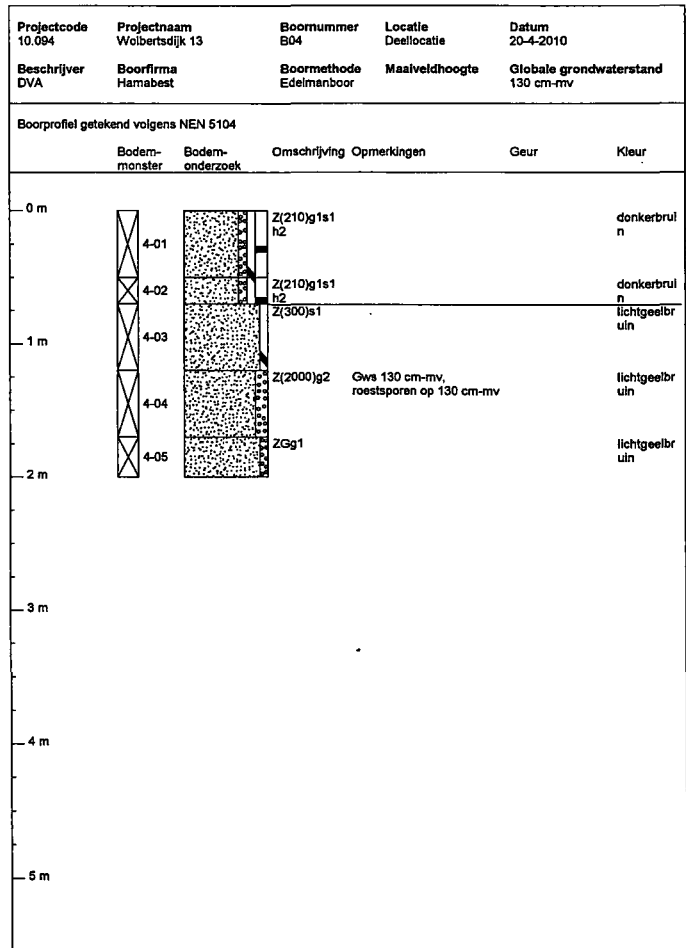 Projectcode Projectnaam Boornummer Locatie Datum
10.094 Wolbertsdijk 13 B04 Deellocatie 20-4-2010
Beschrijver Boorfirma Boormethode Maaiveldhoogte Globale grondwaterstand
DVA Hamabest Edelmanboor 130 cm-mv
Boorprofiel getekend volgens NEN 5104
Bodem- Bodem- Omschrijving Opmerkingen Geur Kleur
monster onderzoek
0 m Z(210)g1s1 donkerbrui
h2 n
4-01
Z(210)g1s1 donkerbrui
4-02 h2 n
Z(300)s1 lichtgeelbr
uin
1 m 4-03
Z(2000)g2 Gws 130 cm-mv, lichtgeelbr
roestsporen op 130 cm-mv uin
4-04
ZGg1 lichtgeelbr
4-05 uin
2 m
3 m
4 m
5 m